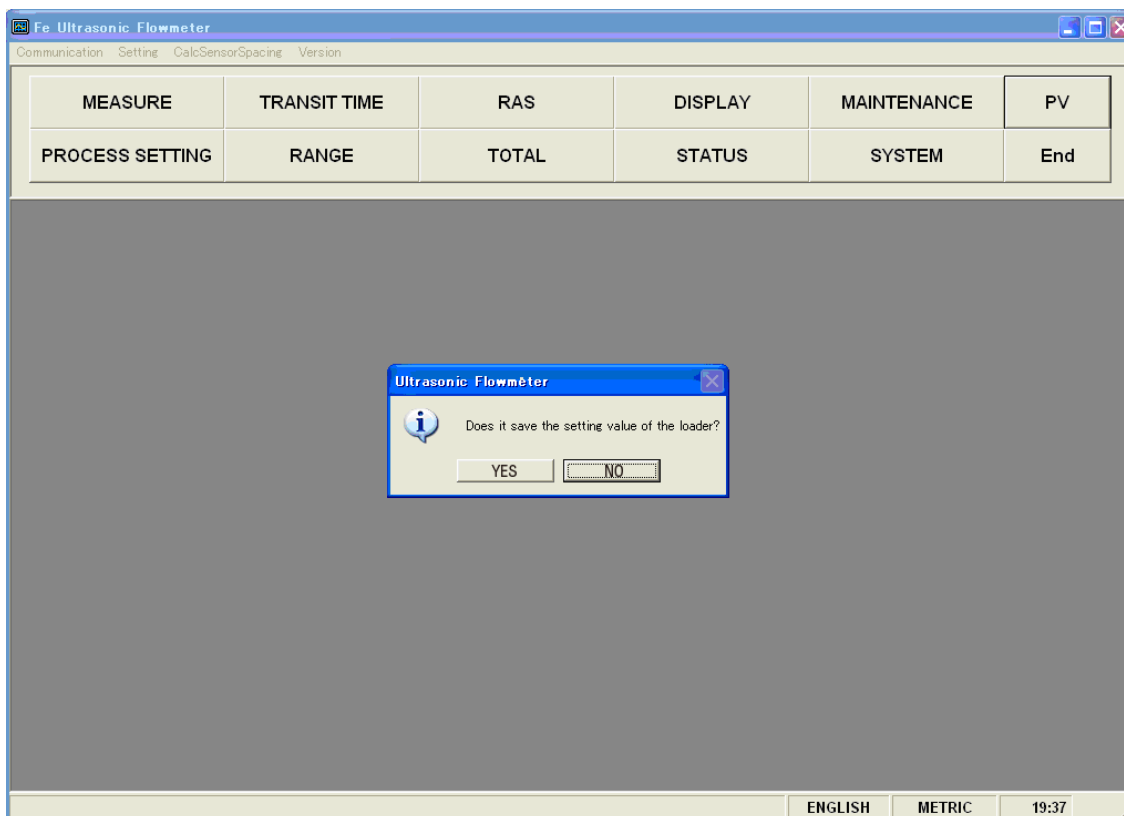 Fe Ultrasonic Flowmeter
Communication Setting CalcSensorSpacing Version
MEASURE TRANSIT TIME RAS DISPLAY MAINTENANCE PV
PROCESS SETTING RANGE TOTAL STATUS SYSTEM End
Ultrasonic Flowmeter
Does it save the setting value of the loader?
YES NO
ENGLISH METRIC 19:37